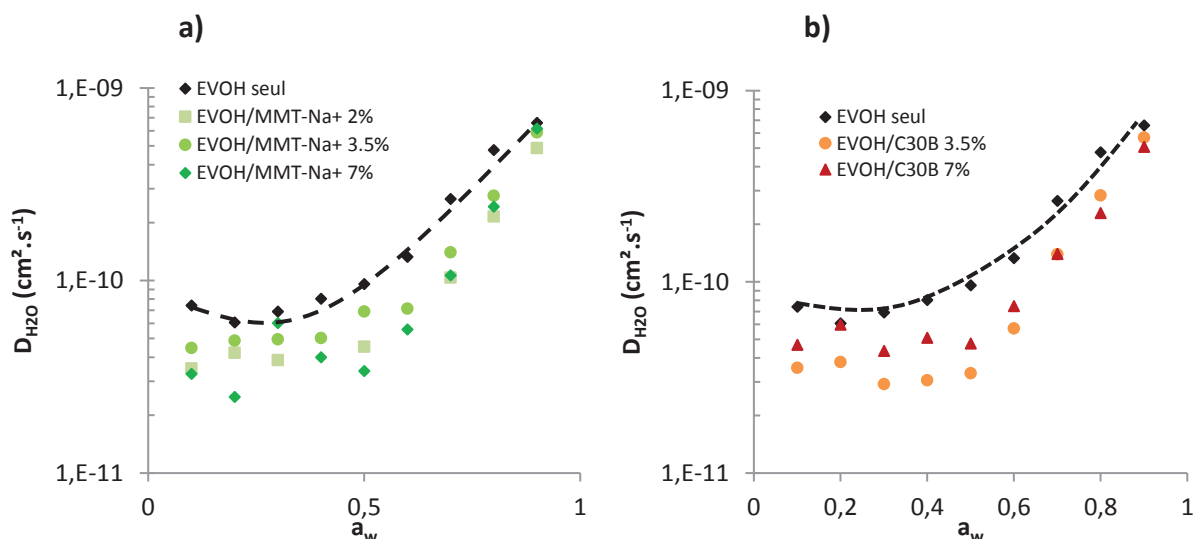 a)
1,E-09
1,E-10
1,E-11
D_H2O (cm².s⁻¹)
EVOH seul
EVOH/MMT-Na+ 2%
EVOH/MMT-Na+ 3.5%
EVOH/MMT-Na+ 7%
0
0,5
1
a_w
b)
1,E-09
1,E-10
1,E-11
D_H2O (cm².s⁻¹)
EVOH seul
EVOH/C30B 3.5%
EVOH/C30B 7%
0
0,2
0,4
0,6
0,8
1
a_w